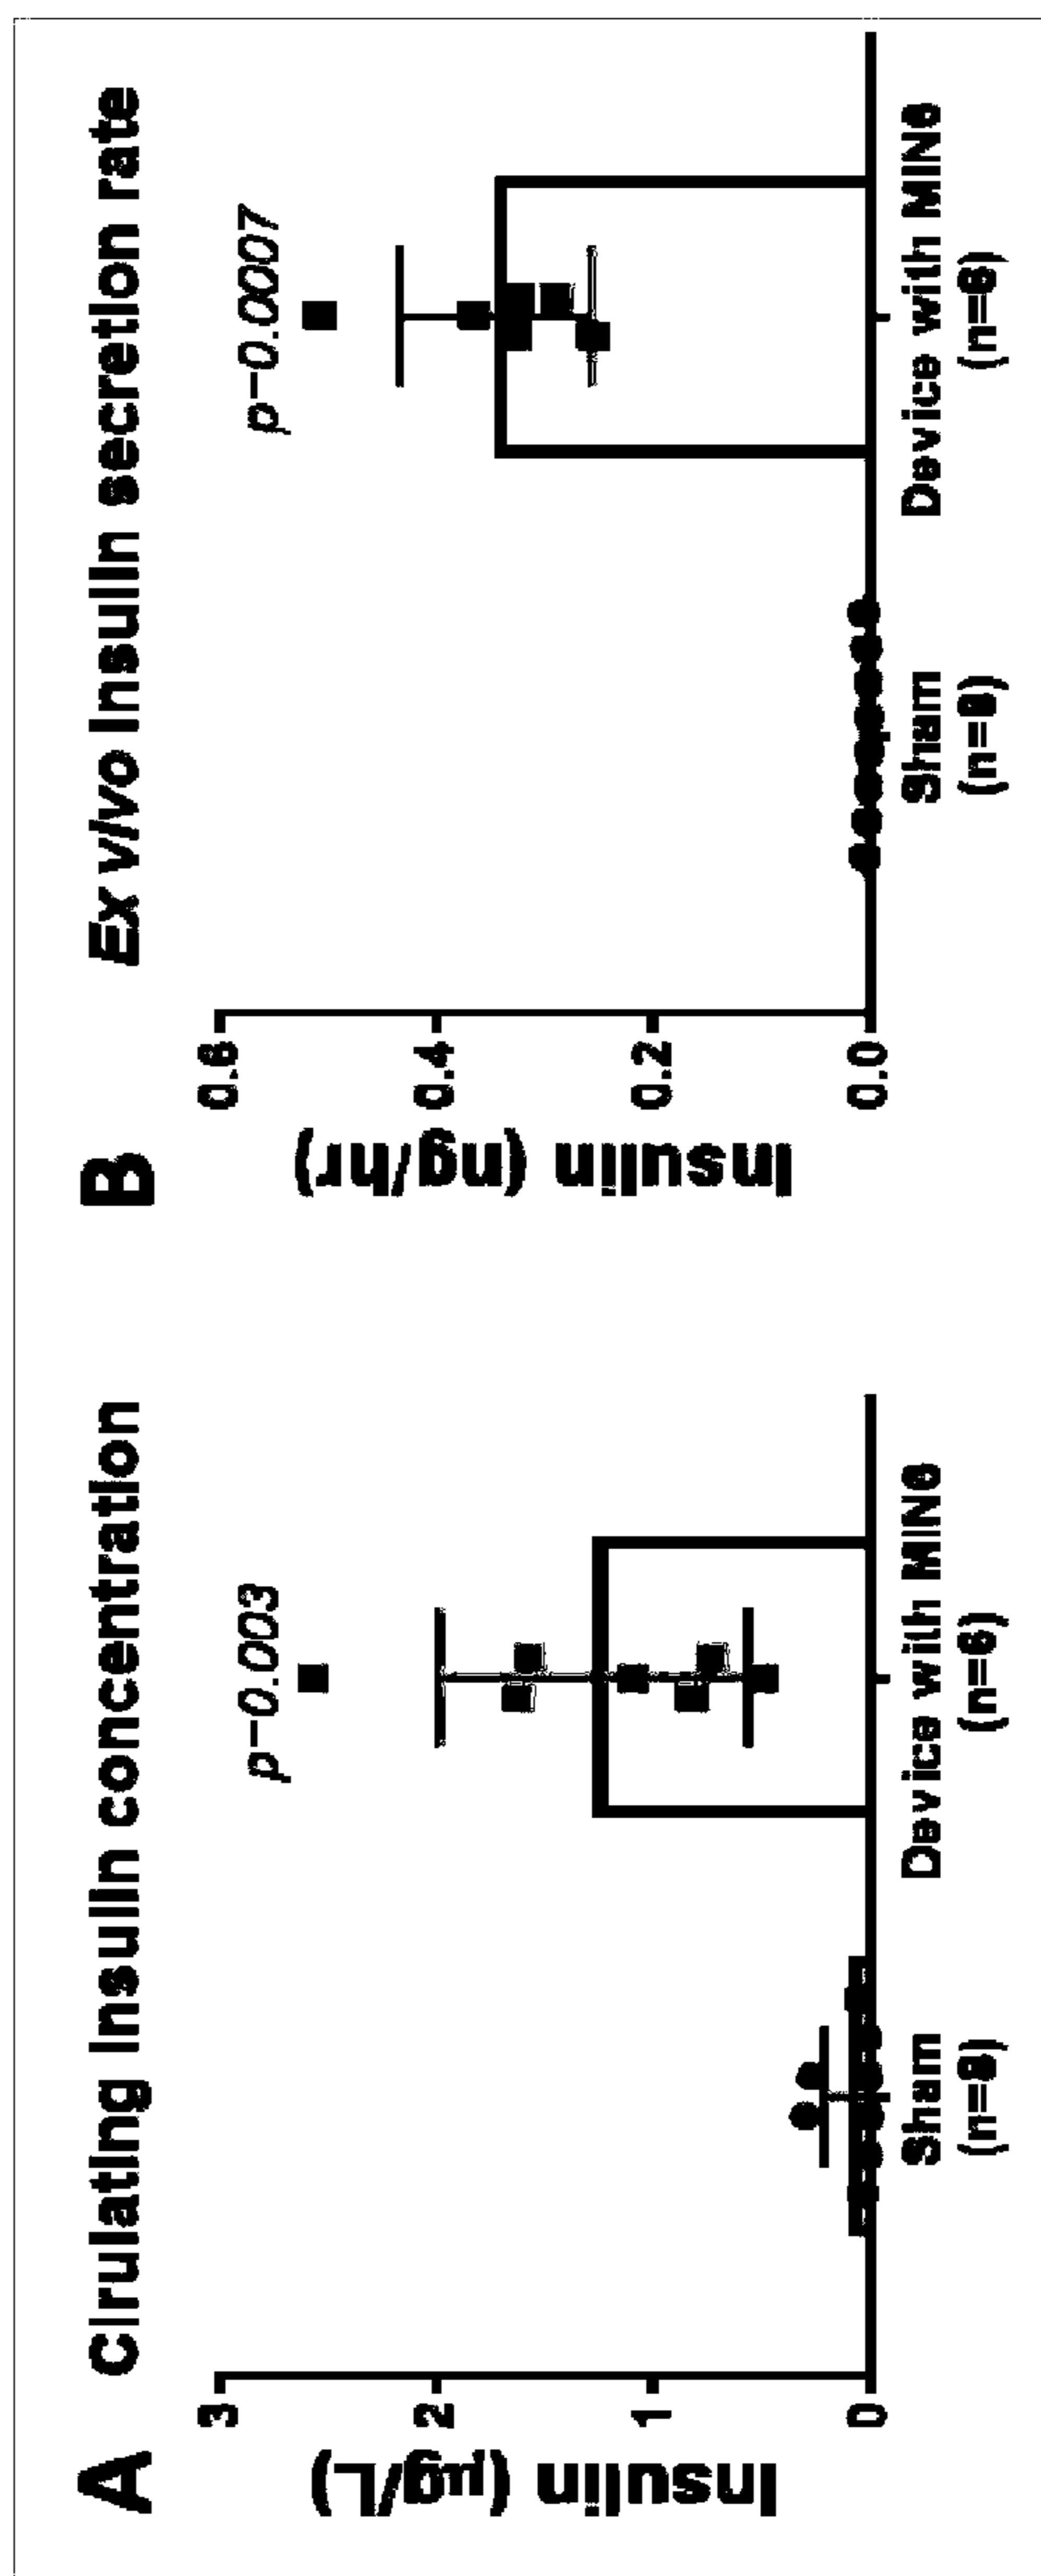 A
Cirulating Insulin concentration
p=0.003
Insulin (µg/L)
3
2
1
0
Sham
(n=8)
Device with MIN6
(n=6)
B
Ex vivo Insulin secretion rate
p=0.0007
Insulin (ng/hr)
0.6
0.4
0.2
0.0
Sham
(n=8)
Device with MIN6
(n=6)